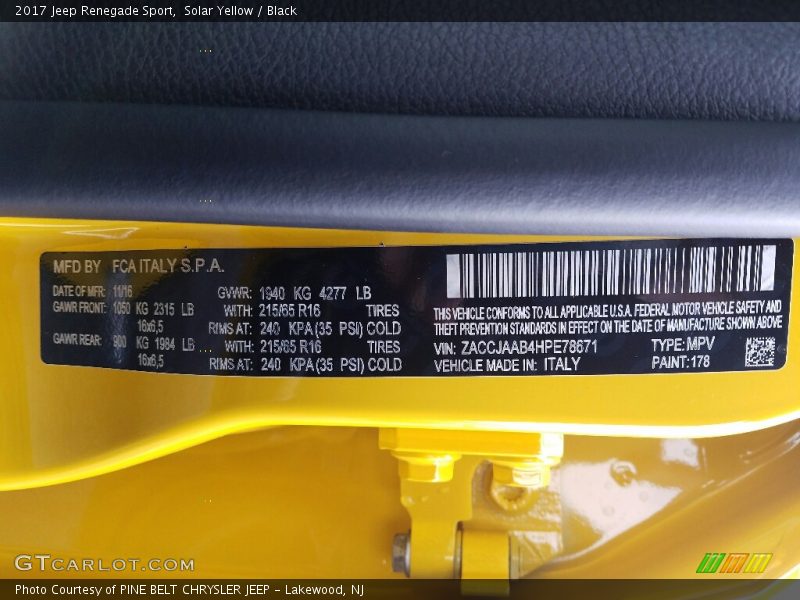 2017 Jeep Renegade Sport,  Solar Yellow / Black
MFD BY FCA ITALY S.P.A.
DATE OF MFR: 11/16 GVWR: 1940 KG 4277 LB
GAWR FRONT: 1050 KG 2315 LB WITH: 215/65 R16 TIRES
16x6,5 RIMS AT: 240 KPA (35 PSI) COLD
GAWR REAR: 900 KG 1984 LB WITH: 215/65 R16 TIRES
16x6,5 RIMS AT: 240 KPA (35 PSI) COLD
THIS VEHICLE CONFORMS TO ALL APPLICABLE U.S.A. FEDERAL MOTOR VEHICLE SAFETY AND
THEFT PREVENTION STANDARDS IN EFFECT ON THE DATE OF MANUFACTURE SHOWN ABOVE
VIN: ZACCJAAB4HPE78671 TYPE: MPV
VEHICLE MADE IN: ITALY PAINT: 178
GTCARLOT.COM
Photo Courtesy of PINE BELT CHRYSLER JEEP - Lakewood, NJ